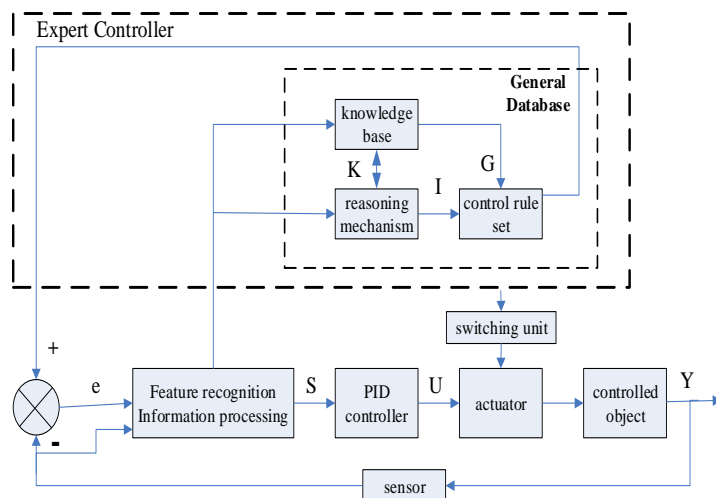 Expert Controller
General
Database
knowledge
base
K
I
G
reasoning
mechanism
control rule
set
switching unit
+
e
Feature recognition
Information processing
S
PID
controller
U
actuator
controlled
object
Y
-
sensor